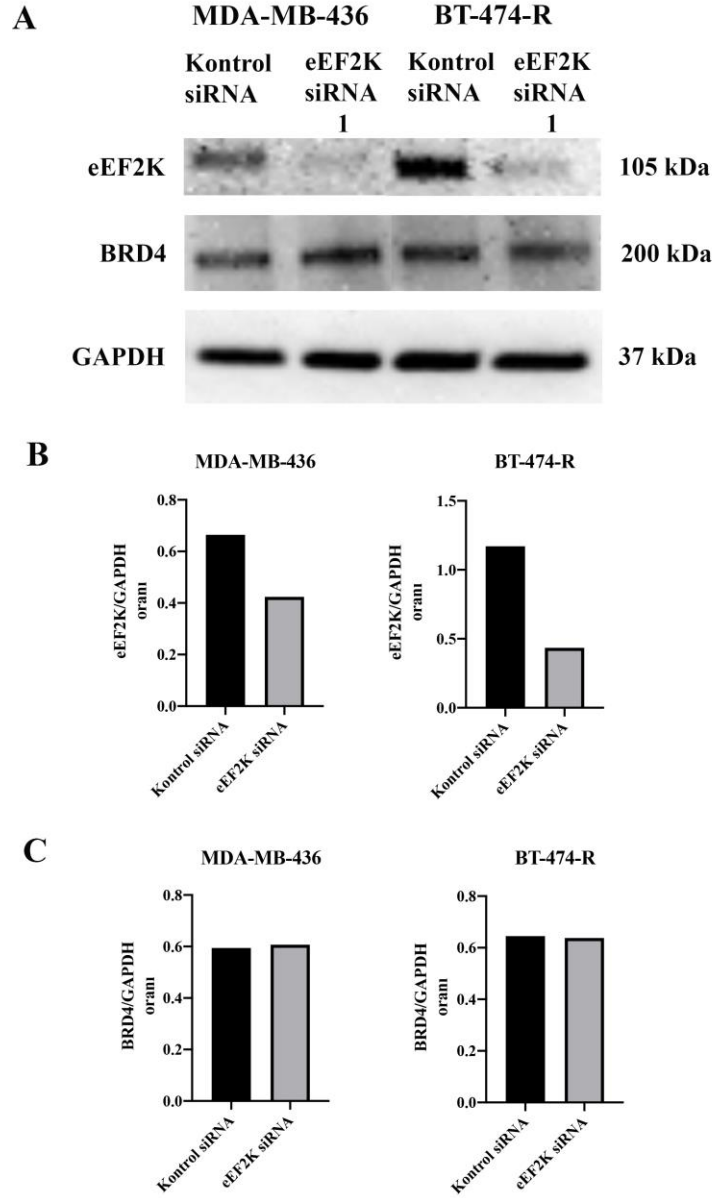 A
MDA-MB-436 BT-474-R
Kontrol siRNA
eEF2K siRNA 1
Kontrol siRNA
eEF2K siRNA 1
eEF2K 105 kDa
BRD4 200 kDa
GAPDH 37 kDa
B
MDA-MB-436
eEF2K/GAPDH
oranı
0.8
0.6
0.4
0.2
0.0
Kontrol siRNA
eEF2K siRNA
BT-474-R
eEF2K/GAPDH
oranı
1.5
1.0
0.5
0.0
Kontrol siRNA
eEF2K siRNA
C
MDA-MB-436
BRD4/GAPDH
oranı
0.8
0.6
0.4
0.2
0.0
Kontrol siRNA
eEF2K siRNA
BT-474-R
BRD4/GAPDH
oranı
0.8
0.6
0.4
0.2
0.0
Kontrol siRNA
eEF2K siRNA